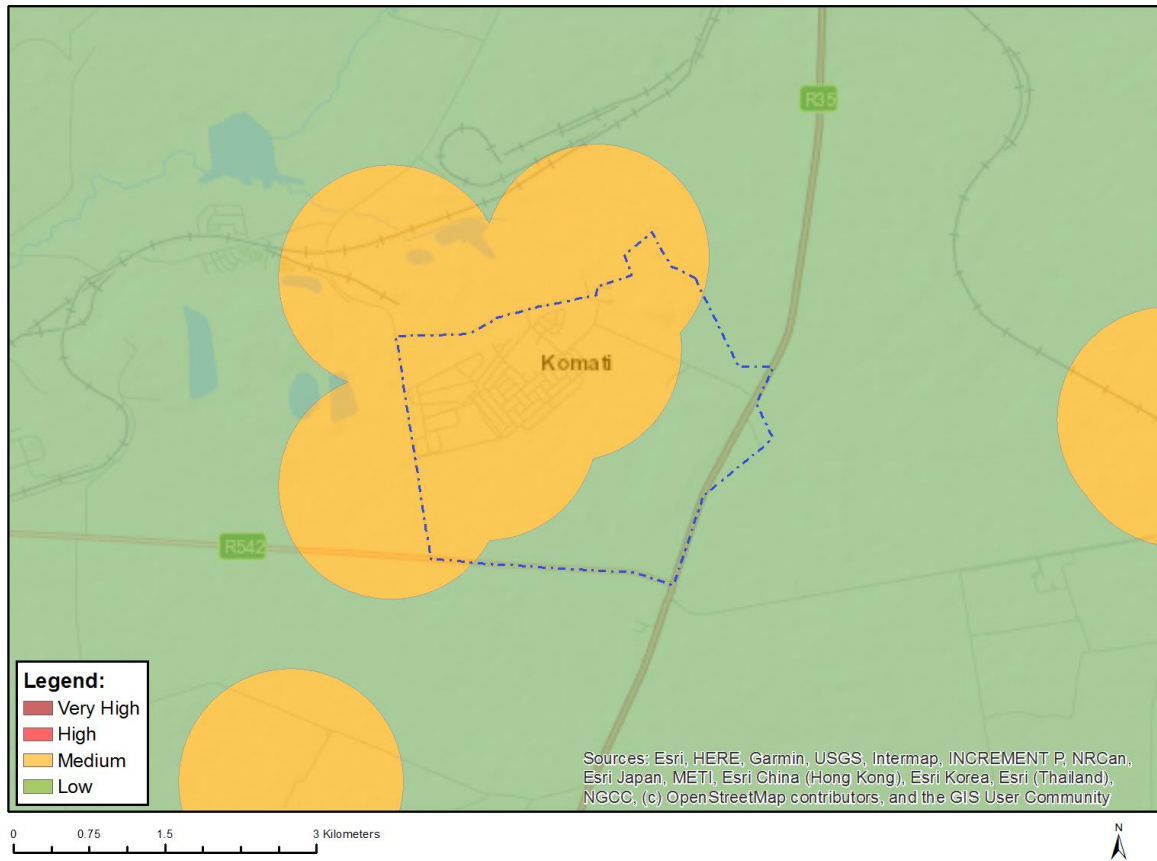 R35
Komati
R542
Legend:
Very High
High
Medium
Low
Sources: Esri, HERE, Garmin, USGS, Intermap, INCREMENT P, NRCan,
Esri Japan, METI, Esri China (Hong Kong), Esri Korea, Esri (Thailand),
NGCC, (c) OpenStreetMap contributors, and the GIS User Community
0 0.75 1.5 3 Kilometers
N